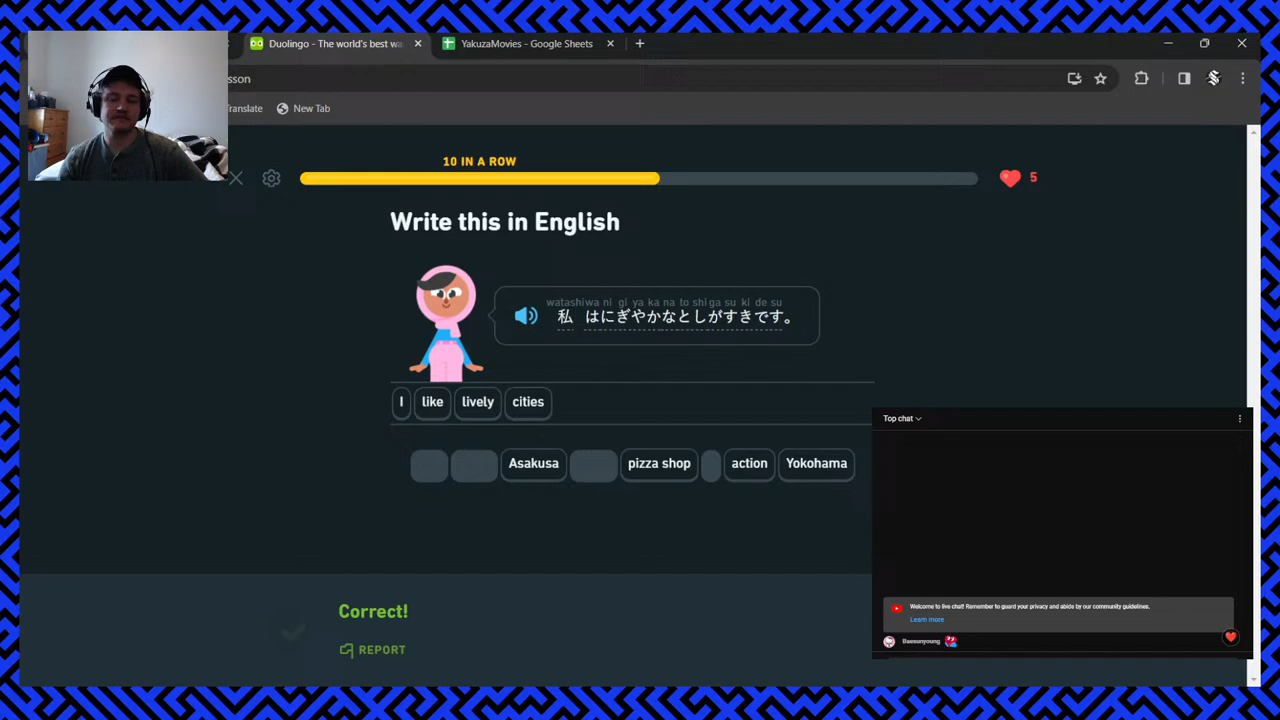 Duolingo - The world's best wa
YakuzaMovies - Google Sheets
sson
Translate
New Tab
10 IN A ROW
5
Write this in English
watashiwa ni gi ya ka na to shi ga su ki de su
私 はにぎやかなとしがすきです。
I like lively cities
Asakusa pizza shop action Yokohama
Top chat
Correct!
REPORT
Welcome to live chat! Remember to guard your privacy and abide by our community guidelines.
Learn more
Baesunyoung